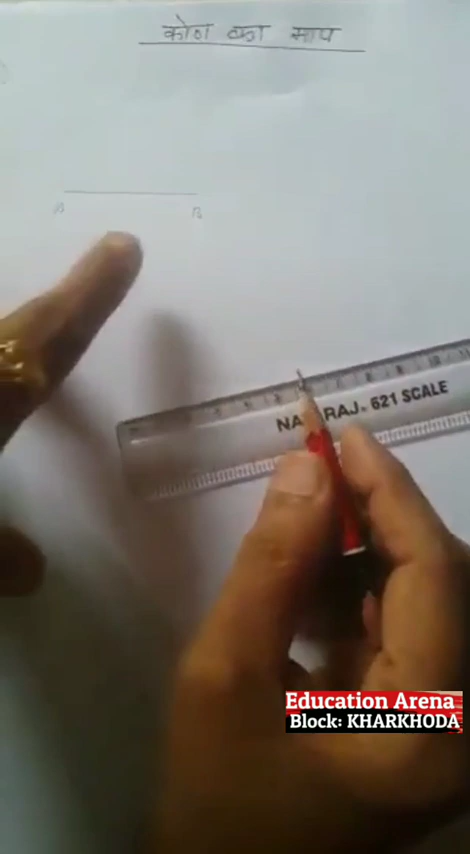 कोण का माप
A B
NATARAJ 621 SCALE
Education Arena
Block: KHARKHODA